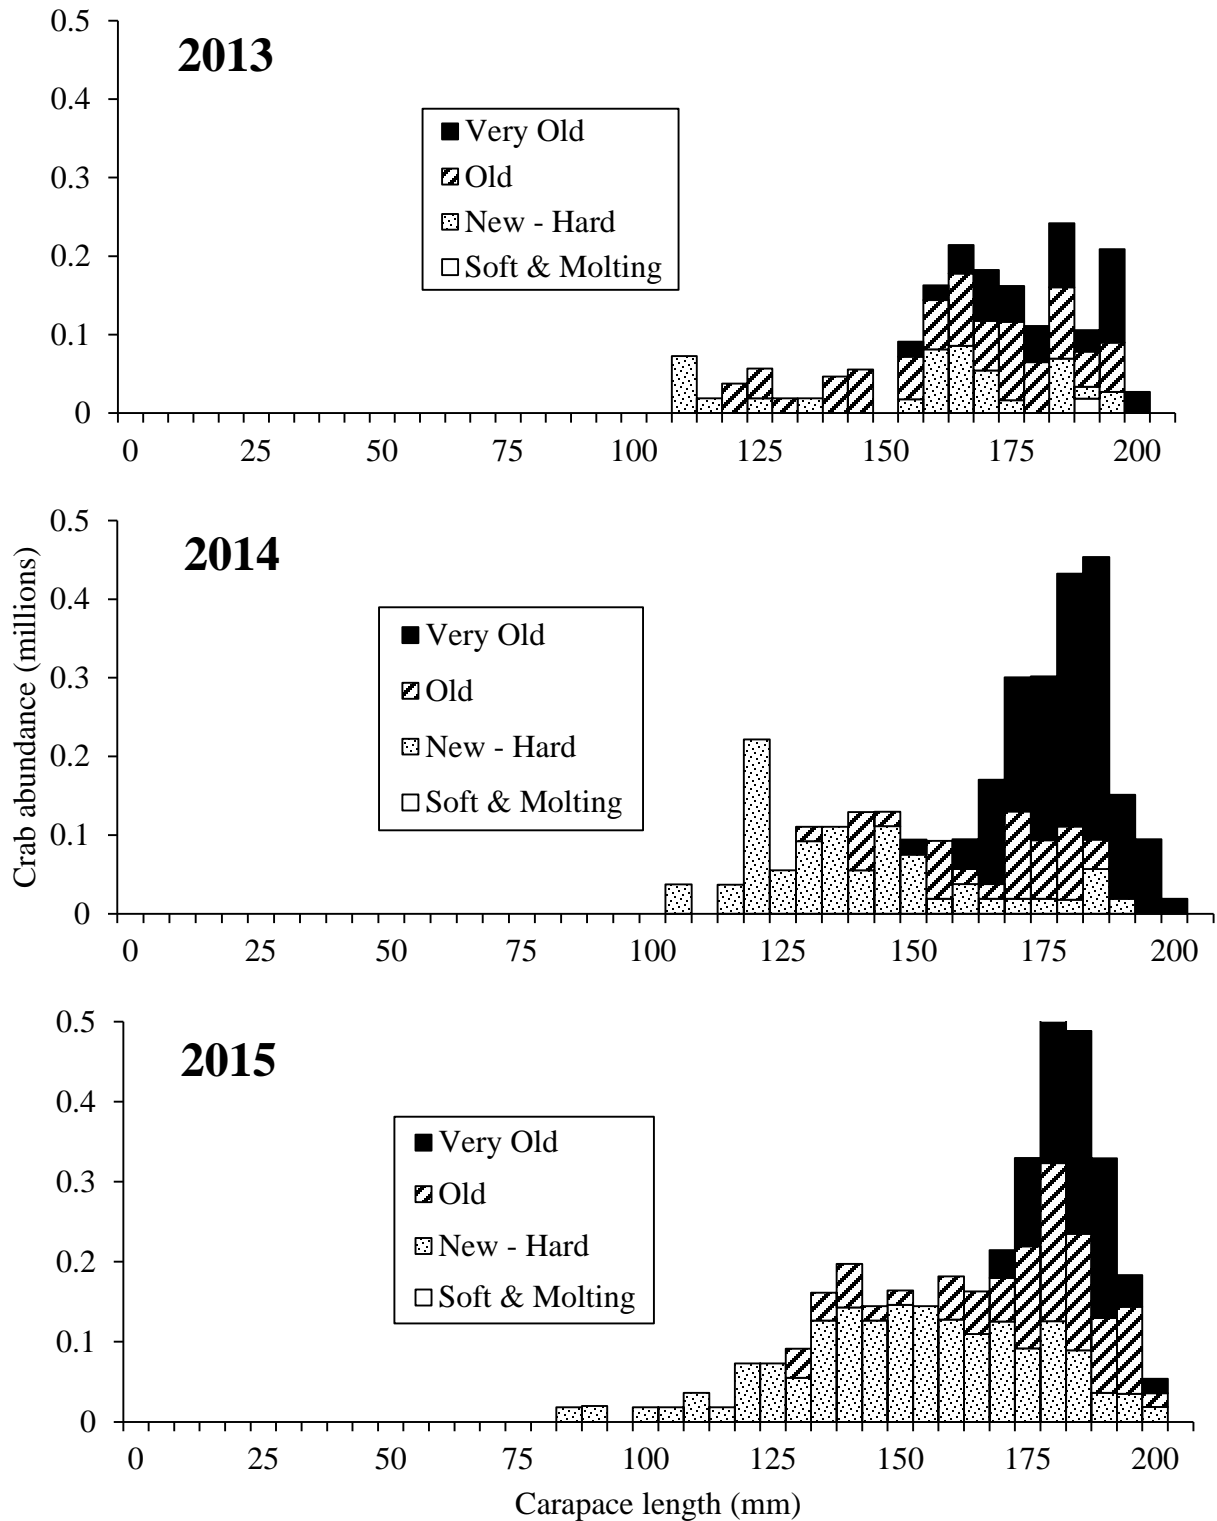 0.5
2013
0.4
Very Old
0.3
Old
New - Hard
0.2
Soft & Molting
0.1
0
0 25 50 75 100 125 150 175 200
Crab abundance (millions)
0.5
2014
0.4
Very Old
0.3
Old
New - Hard
0.2
Soft & Molting
0.1
0
0 25 50 75 100 125 150 175 200
0.5
2015
0.4
Very Old
0.3
Old
New - Hard
0.2
Soft & Molting
0.1
0
0 25 50 75 100 125 150 175 200
Carapace length (mm)